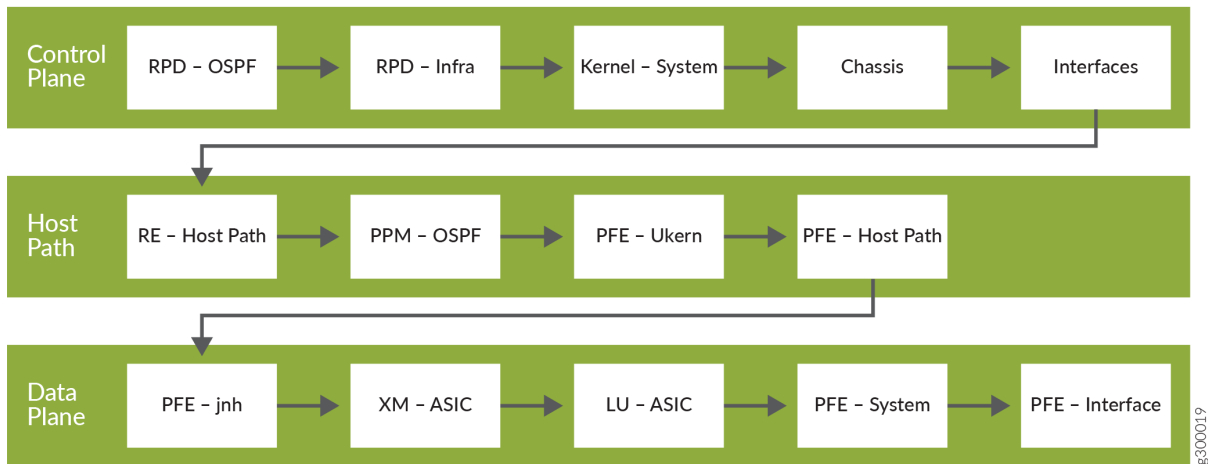 Control
Plane
RPD – OSPF
RPD – Infra
Kernel – System
Chassis
Interfaces
Host
Path
RE – Host Path
PPM – OSPF
PFE – Ukern
PFE – Host Path
Data
Plane
PFE – jnh
XM – ASIC
LU – ASIC
PFE – System
PFE – Interface
g300019